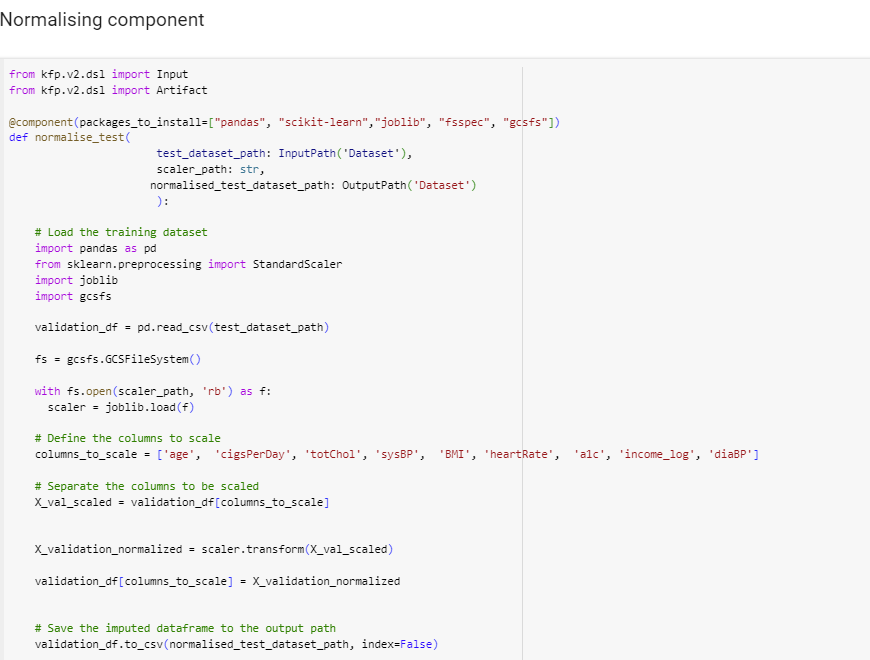 Normalising component
from kfp.v2.dsl import Input
from kfp.v2.dsl import Artifact
@component(packages_to_install=["pandas", "scikit-learn","joblib", "fsspec", "gcsfs"])
def normalise_test(
test_dataset_path: InputPath('Dataset'),
scaler_path: str,
normalised_test_dataset_path: OutputPath('Dataset')
):
# Load the training dataset
import pandas as pd
from sklearn.preprocessing import StandardScaler
import joblib
import gcsfs
validation_df = pd.read_csv(test_dataset_path)
fs = gcsfs.GCSFileSystem()
with fs.open(scaler_path, 'rb') as f:
scaler = joblib.load(f)
# Define the columns to scale
columns_to_scale = ['age', 'cigsPerDay', 'totChol', 'sysBP', 'BMI', 'heartRate', 'a1c', 'income_log', 'diaBP']
# Separate the columns to be scaled
X_val_scaled = validation_df[columns_to_scale]
X_validation_normalized = scaler.transform(X_val_scaled)
validation_df[columns_to_scale] = X_validation_normalized
# Save the imputed dataframe to the output path
validation_df.to_csv(normalised_test_dataset_path, index=False)